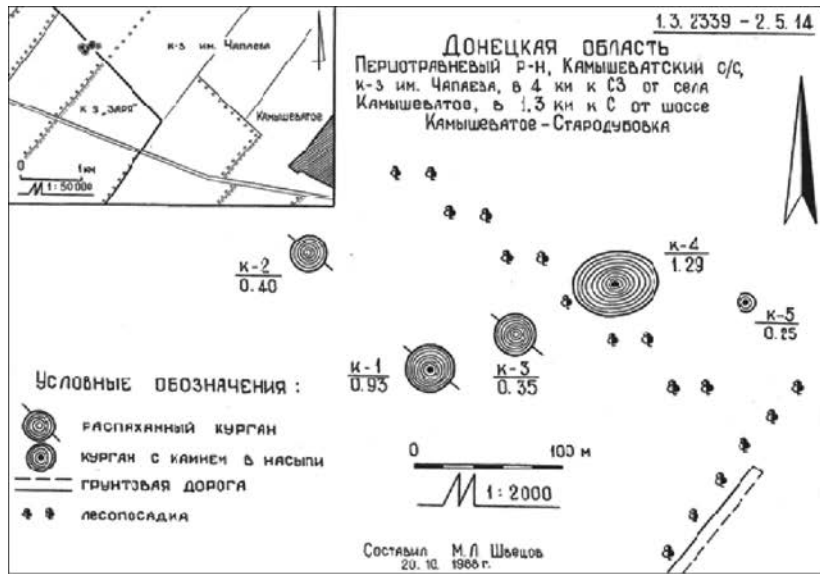 к-з им. Чапаева
к-з „Заря"
Камышеватое
0
1км
1:50000
1.3.2339 – 2.5.14
Донецкая область
Першотравневый р-н, Камышеватский с/с,
к-з им. Чапаева, в 4 км к СЗ от села
Камышеватое, в 1.3 км к С от шоссе
Камышеватое – Стародубовка
к-2
0.40
к-4
1.29
к-5
0.25
к-1
0.93
к-3
0.35
Условные обозначения:
распаханный курган
курган с камнем в насыпи
грунтовая дорога
лесопосадка
0
100 м
1:2000
Составил М.Л. Швецов
20.10.1988 г.